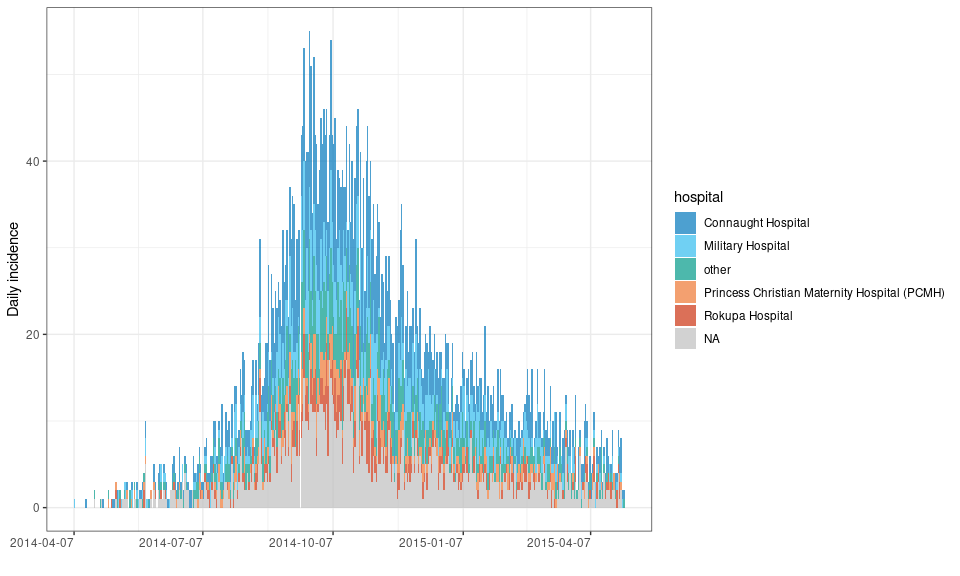 Daily incidence
40
20
0
2014-04-07
2014-07-07
2014-10-07
2015-01-07
2015-04-07
hospital
Connaught Hospital
Military Hospital
other
Princess Christian Maternity Hospital (PCMH)
Rokupa Hospital
NA